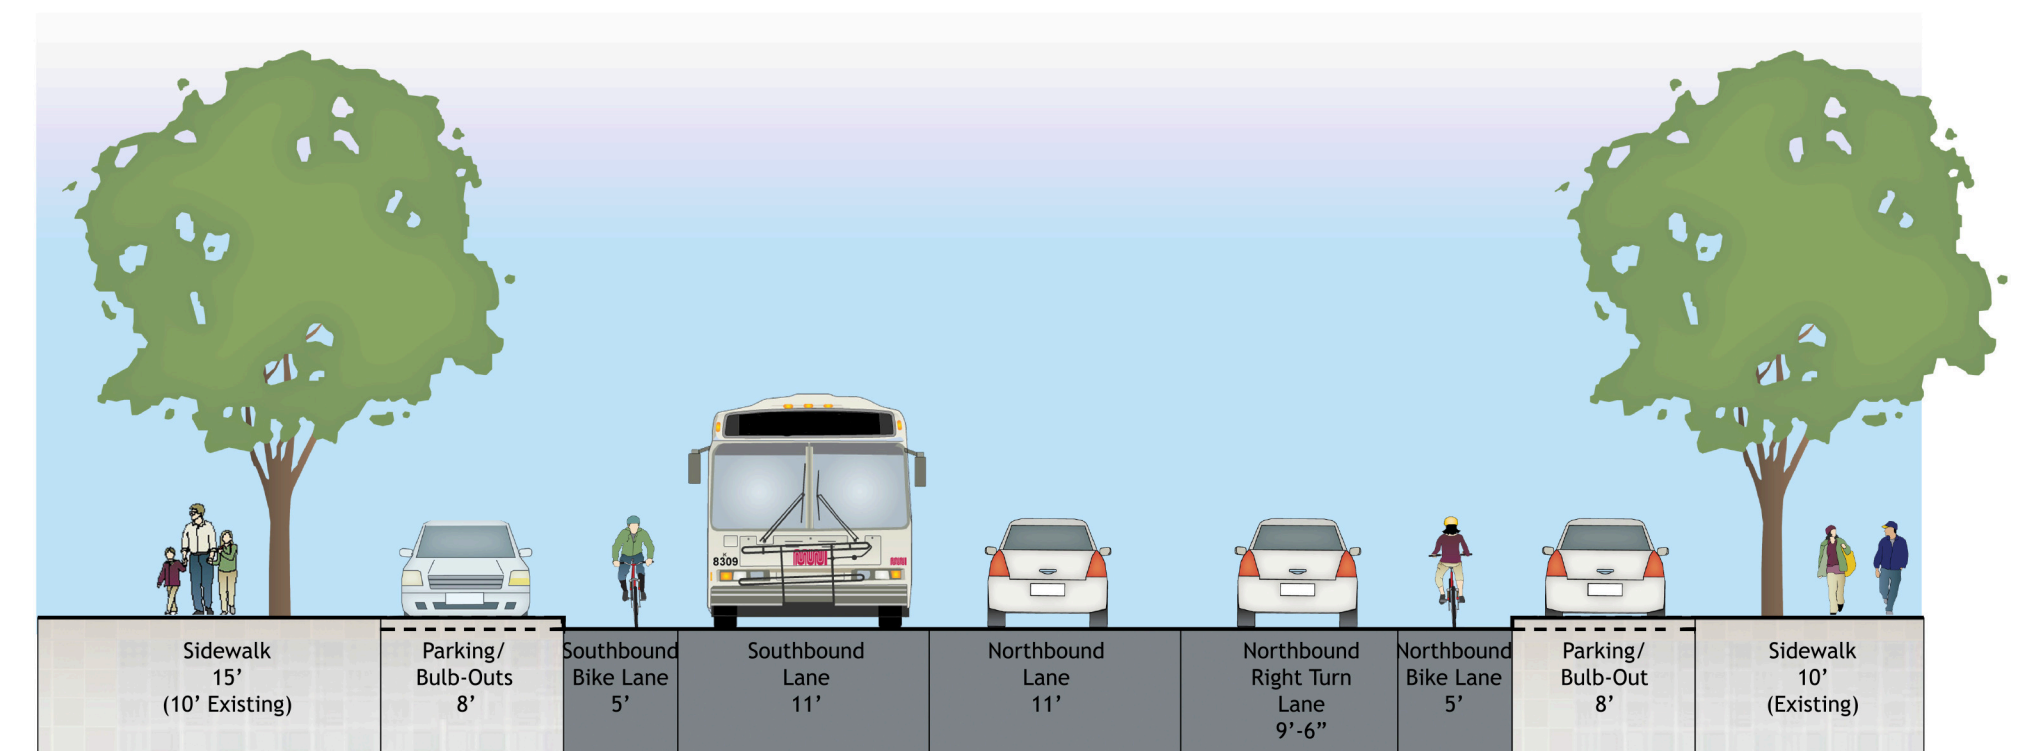 8309
MUNI
MUNI
Sidewalk
15’
(10’ Existing)
Parking/
Bulb-Outs
8’
Southbound
Bike Lane
5’
Southbound
Lane
11’
Northbound
Lane
11’
Northbound
Right Turn
Lane
9’-6”
Northbound
Bike Lane
5’
Parking/
Bulb-Out
8’
Sidewalk
10’
(Existing)